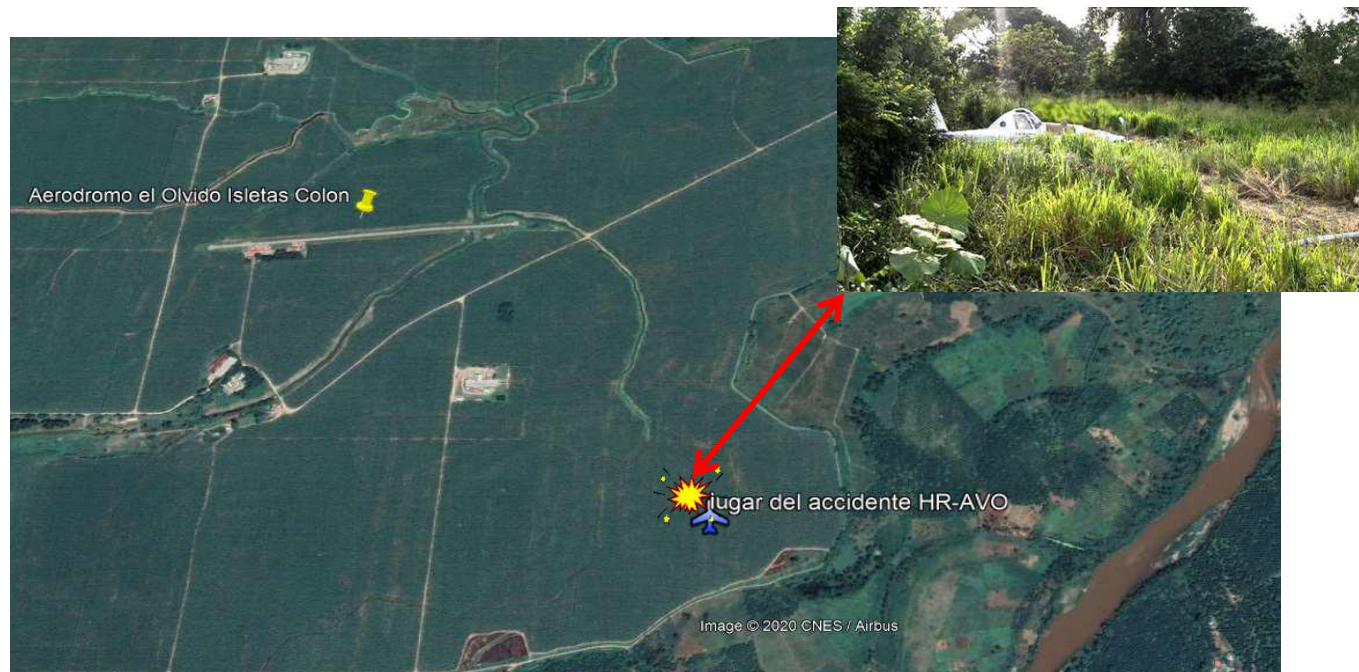 Aerodromo el Olvido Isletas Colon
lugar del accidente HR-AVO
Image © 2020 CNES / Airbus